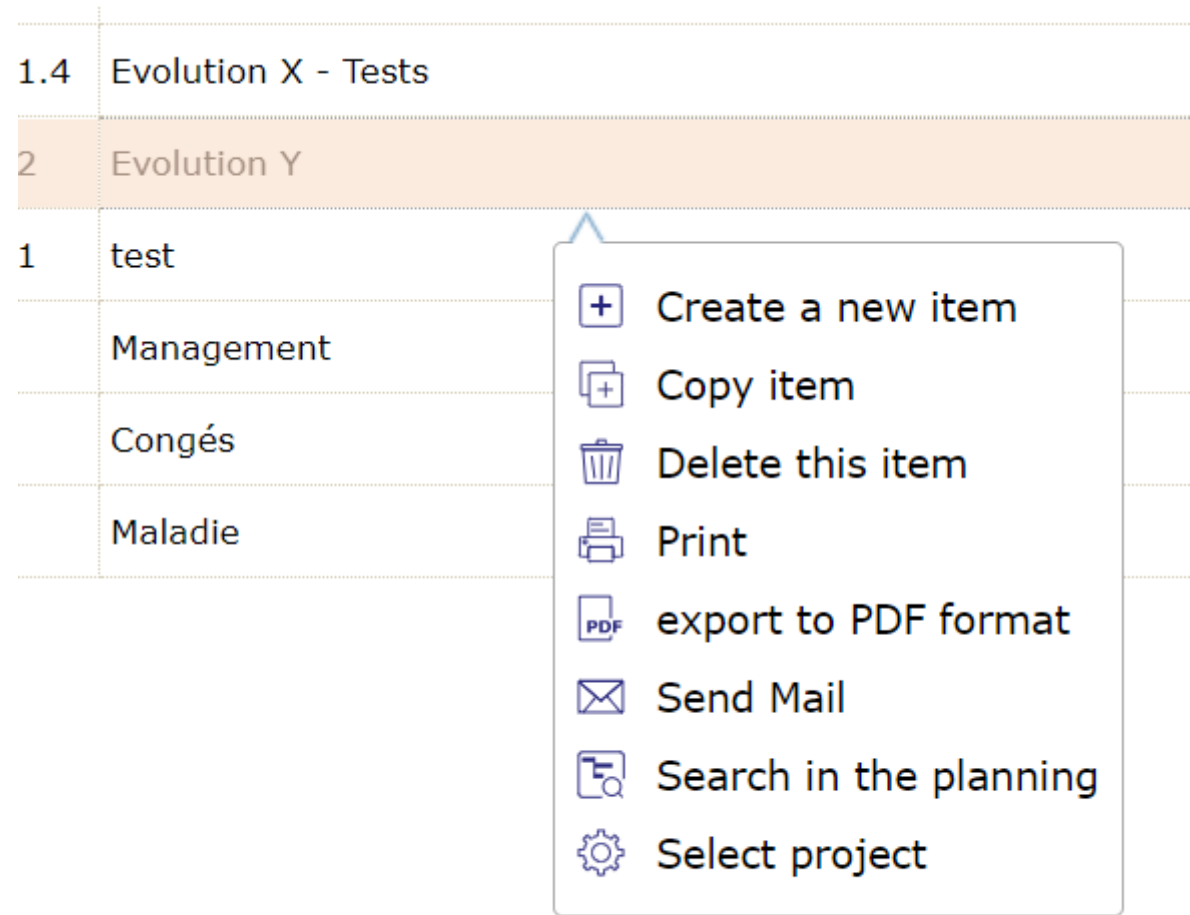 1.4 Evolution X - Tests
2 Evolution Y
1 test
Management
Congés
Maladie
Create a new item
Copy item
Delete this item
Print
PDF export to PDF format
Send Mail
Search in the planning
Select project